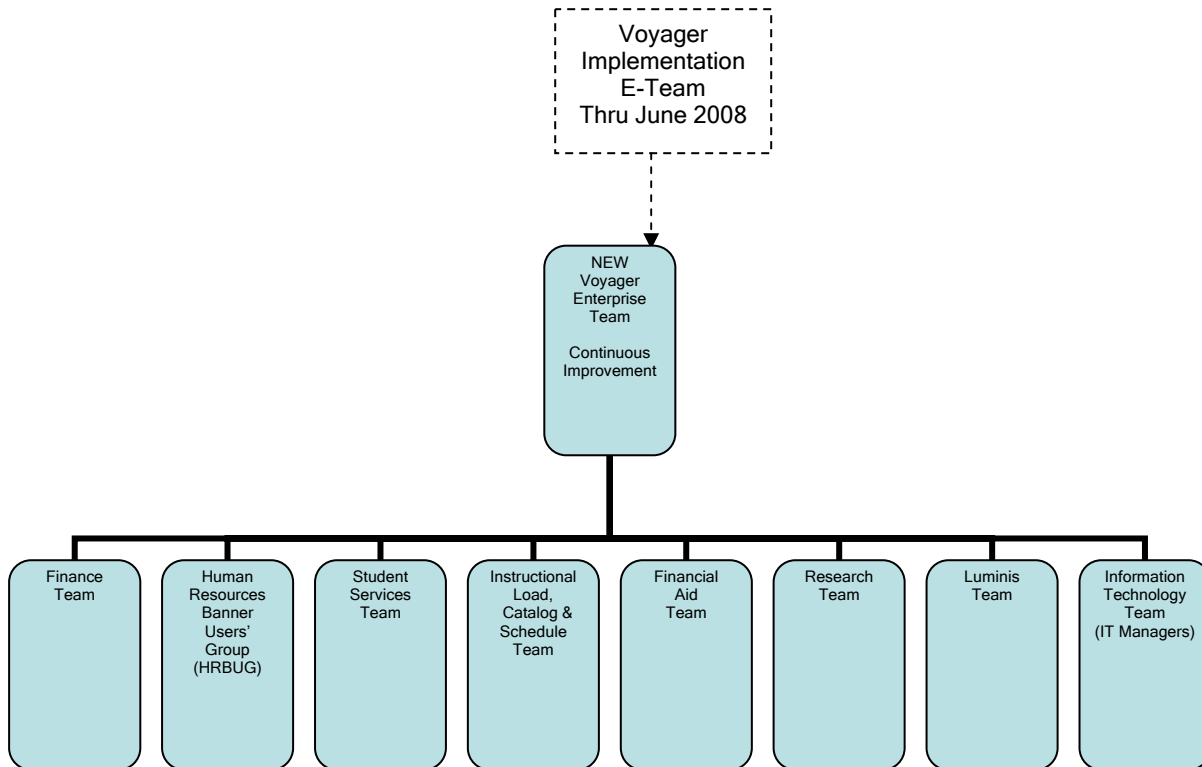 Voyager
Implementation
E-Team
Thru June 2008
NEW
Voyager
Enterprise
Team
Continuous
Improvement
Finance
Team
Human
Resources
Banner
Users'
Group
(HRBUG)
Student
Services
Team
Instructional
Load,
Catalog &
Schedule
Team
Financial
Aid
Team
Research
Team
Luminis
Team
Information
Technology
Team
(IT Managers)